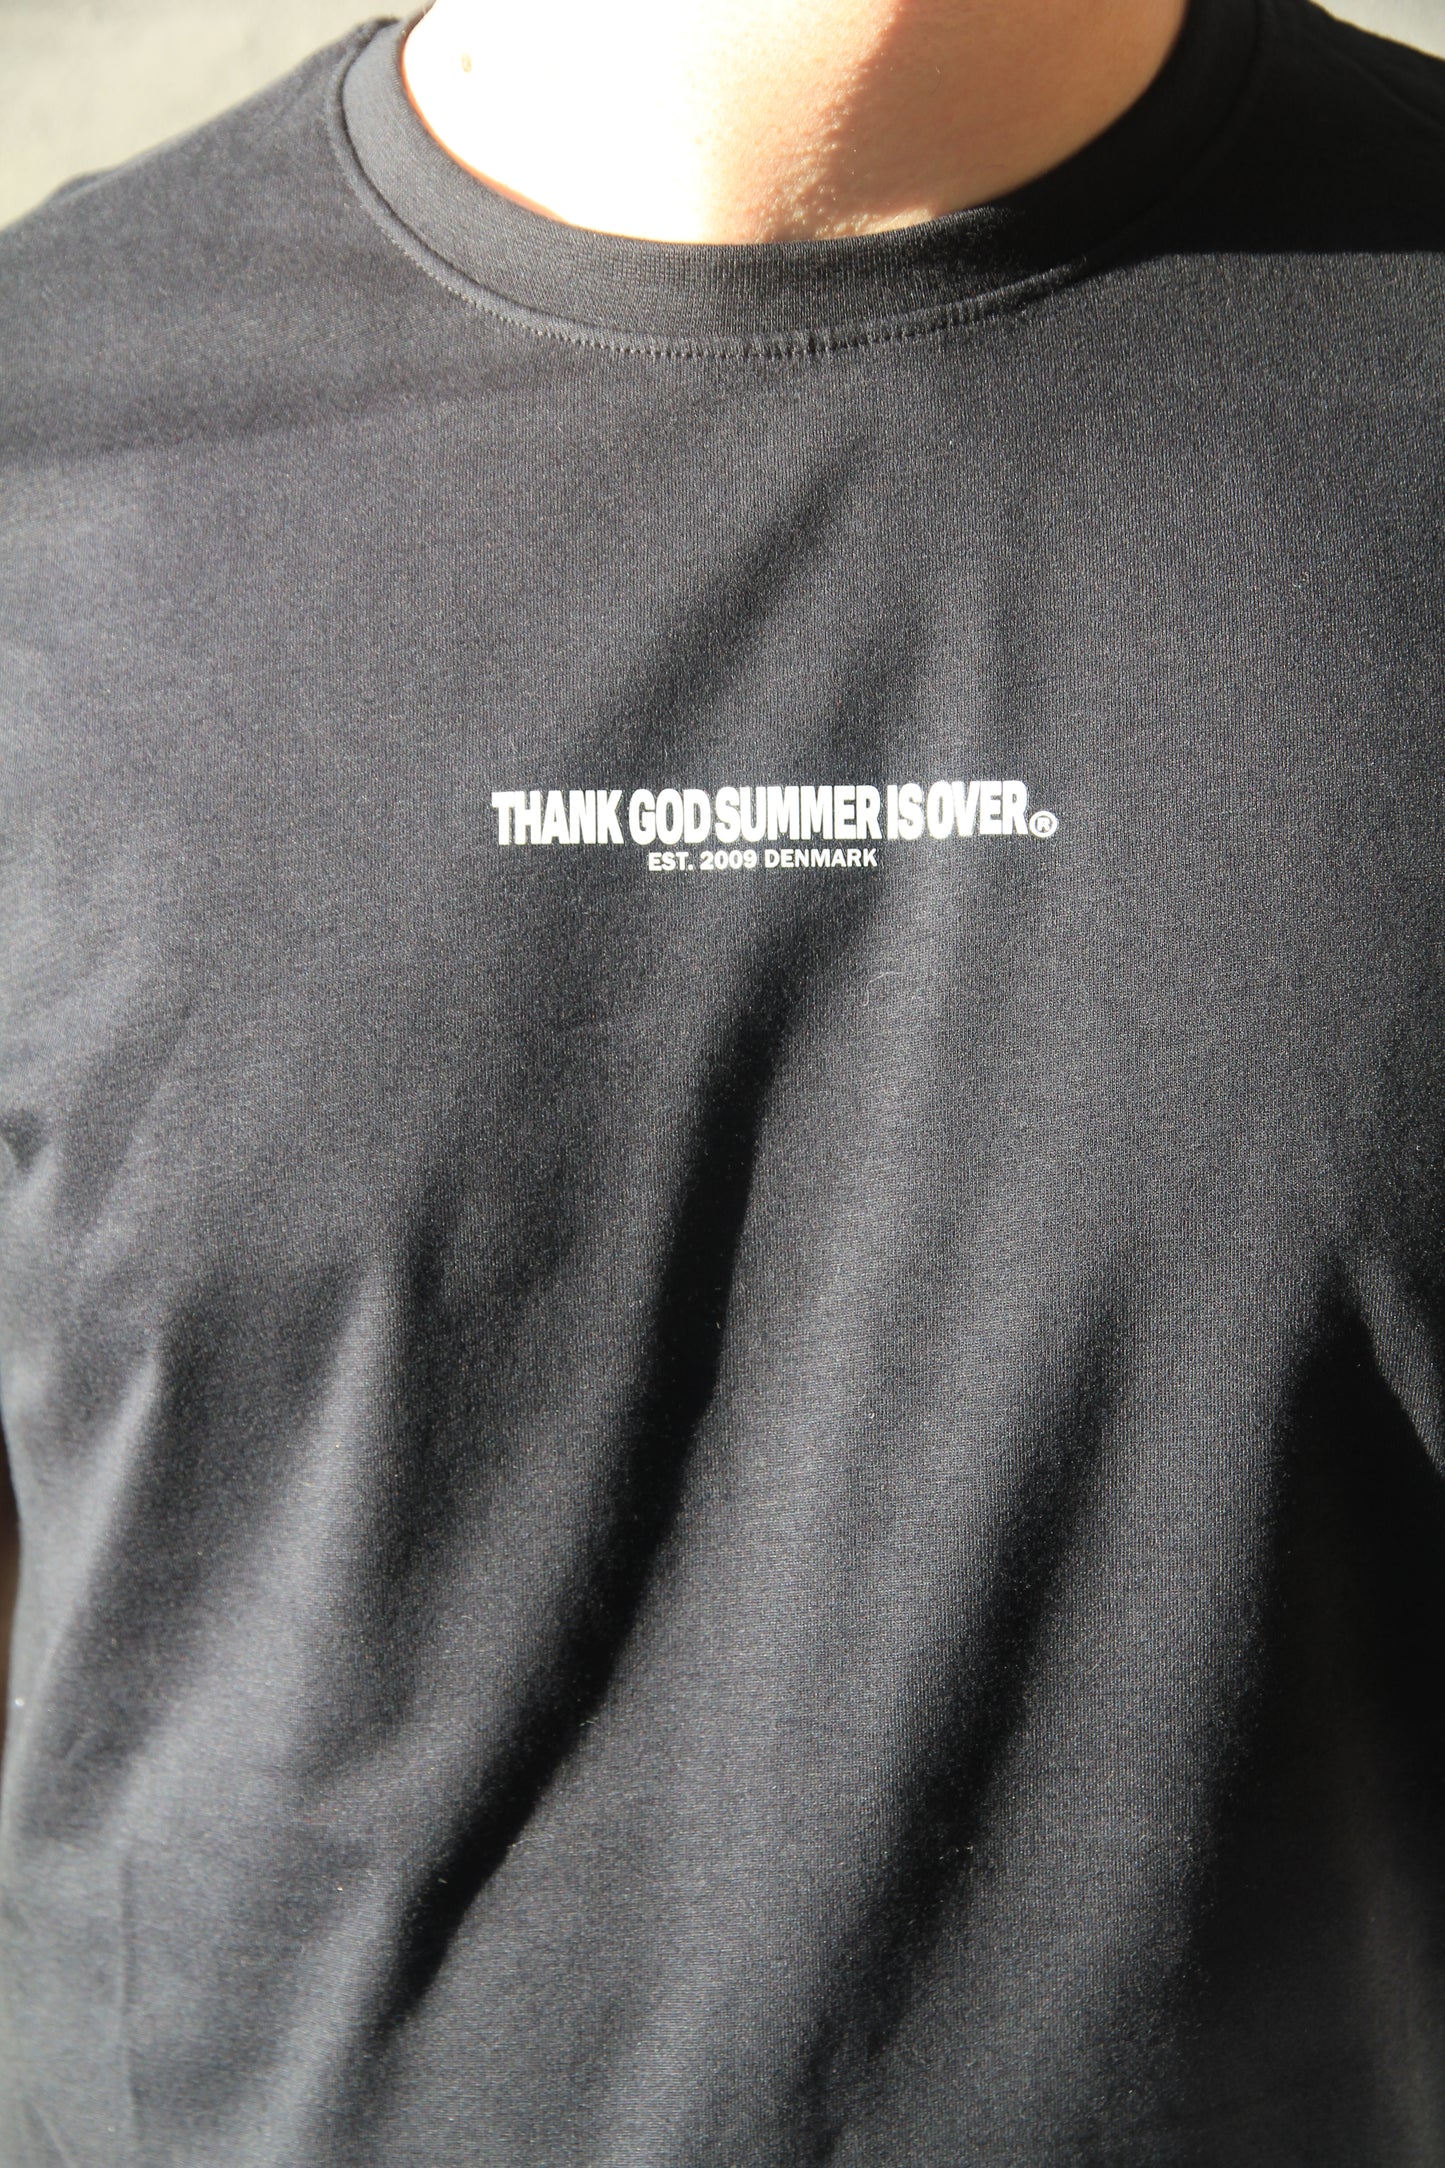 THANK GOD SUMMER IS OVER®
EST. 2009 DENMARK